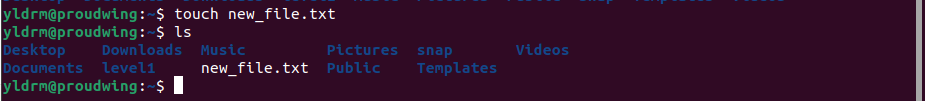 yldrm@proudwing:~$ touch new_file.txt
yldrm@proudwing:~$ ls
Desktop Downloads Music Pictures snap Videos
Documents level1 new_file.txt Public Templates
yldrm@proudwing:~$